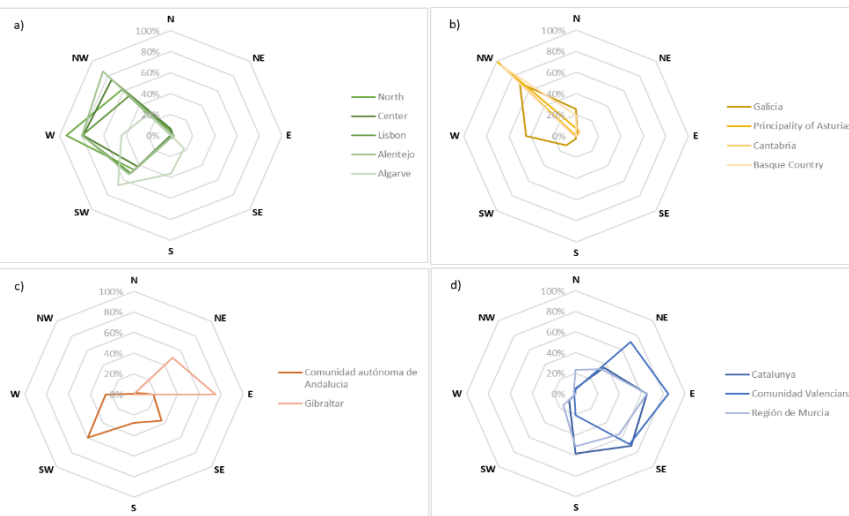 a)
N
NE
E
SE
S
SW
W
NW
100%
80%
60%
40%
20%
0%
North
Center
Lisbon
Alentejo
Algarve
b)
N
NE
E
SE
S
SW
W
NW
100%
80%
60%
40%
20%
0%
Galicia
Principality of Asturias
Cantabria
Basque Country
c)
N
NE
E
SE
S
SW
W
NW
100%
80%
60%
40%
20%
0%
Comunidad autónoma de
Andalucia
Gibraltar
d)
N
NE
E
SE
S
SW
W
NW
100%
80%
60%
40%
20%
0%
Catalunya
Comunidad Valenciana
Región de Murcia